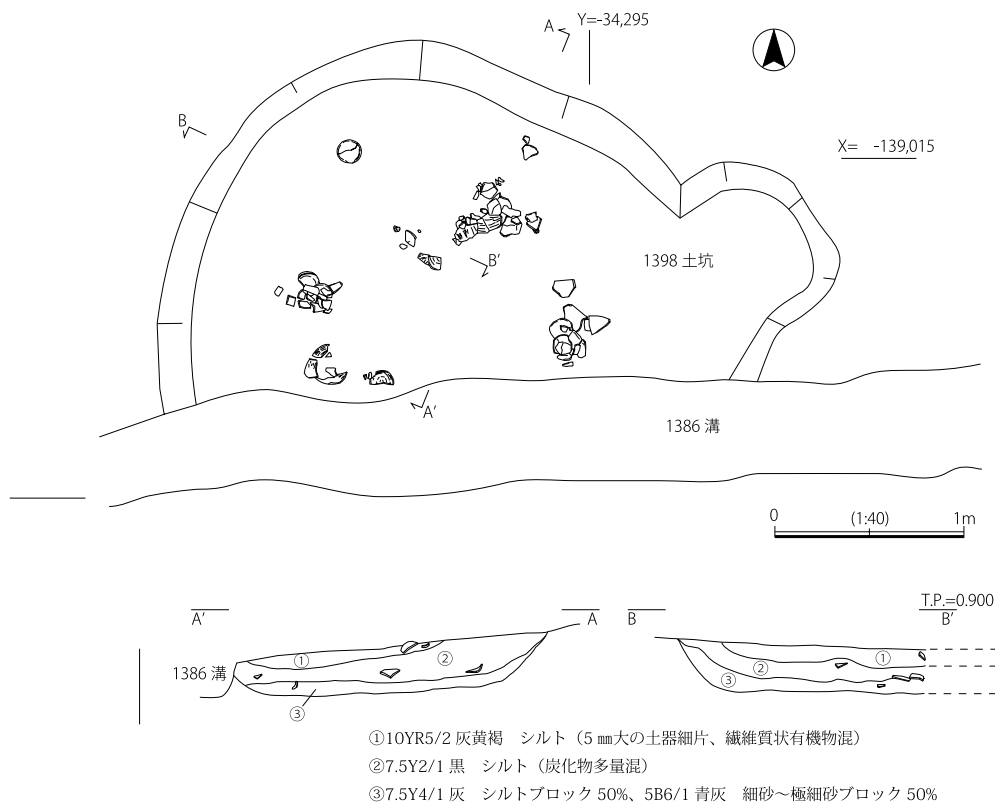 A
Y=-34,295
B
X= -139,015
B'
1398 土坑
A'
1386 溝
0 (1:40) 1m
T.P.=0.900
A' A B B'
1386 溝
① ② ① ② ③
③
①10YR5/2 灰黄褐 シルト（5 ㎜大の土器細片、繊維質状有機物混）
②7.5Y2/1 黒 シルト（炭化物多量混）
③7.5Y4/1 灰 シルトブロック 50%、5B6/1 青灰 細砂～極細砂ブロック 50%